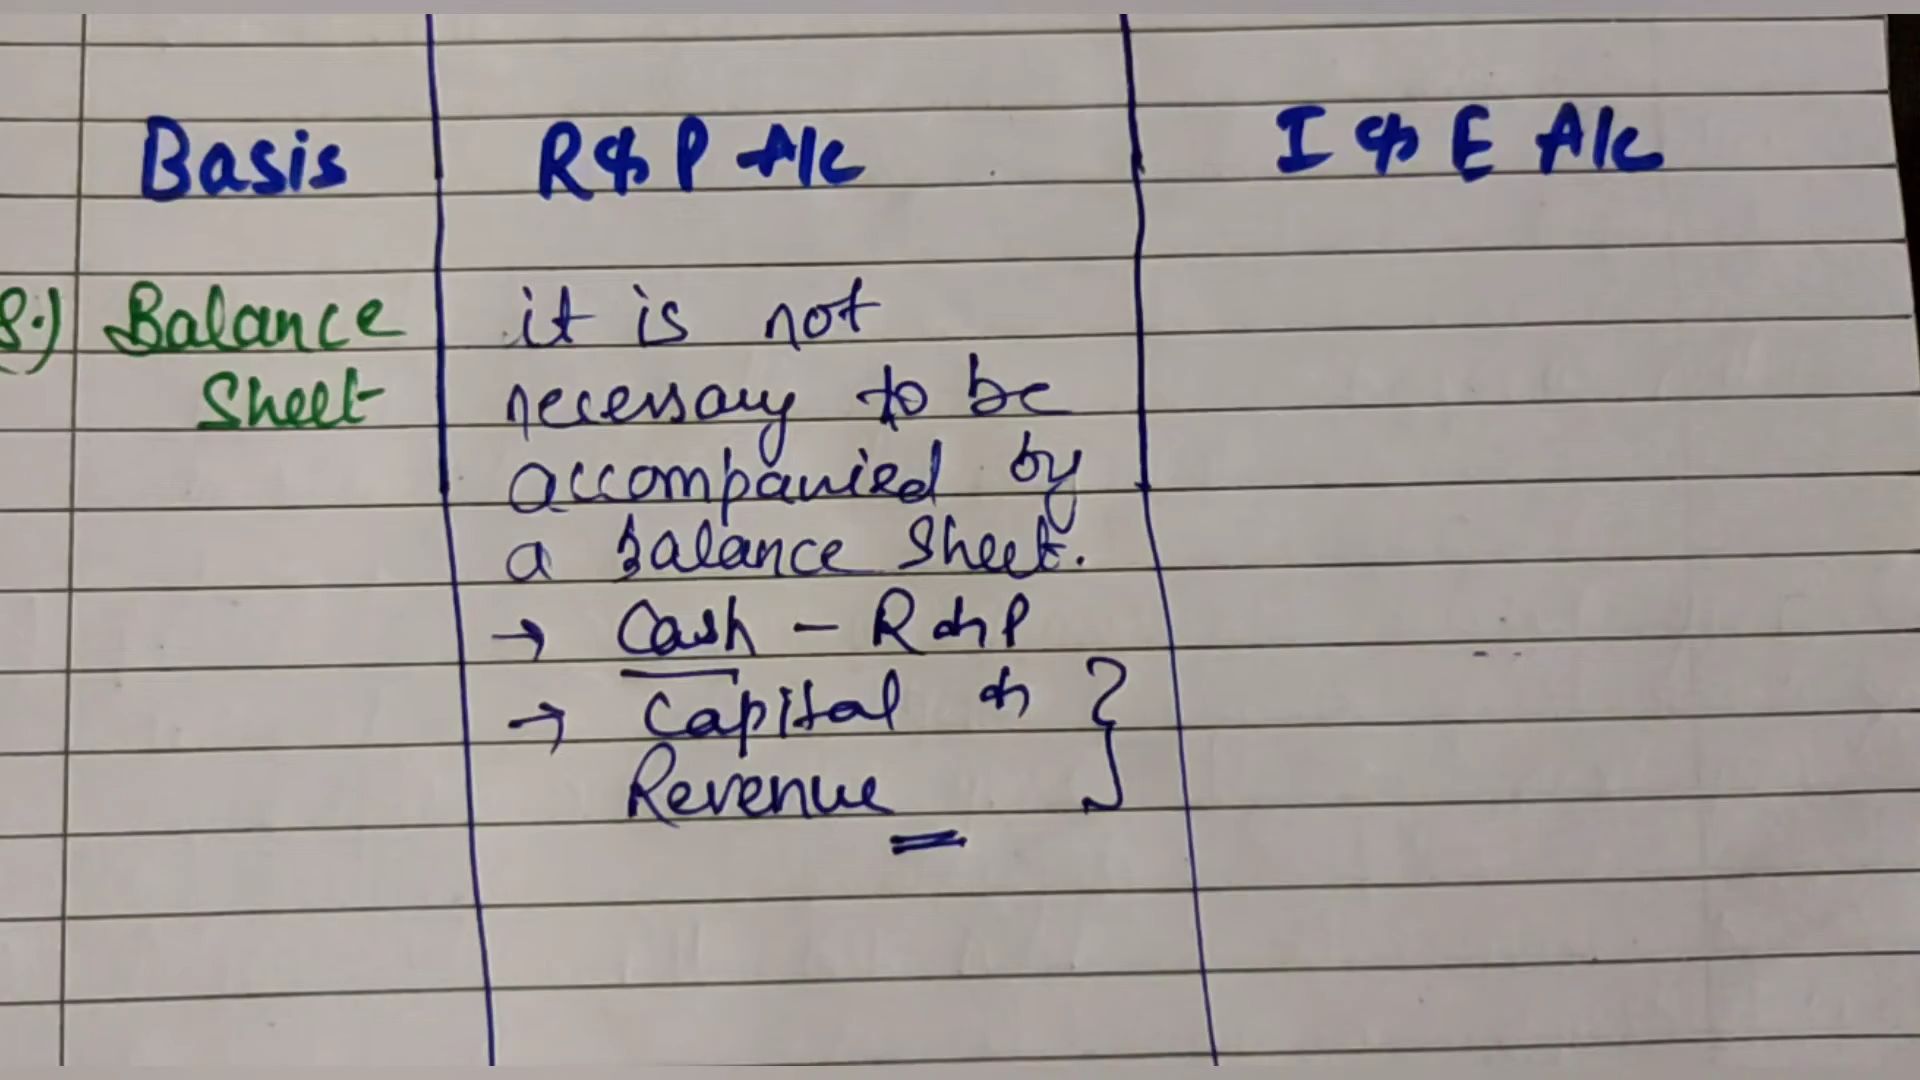 Basis R & P A/c I & E A/c
8.) Balance Sheet
it is not
necessary to be
accompanied by
a Balance Sheet.
→ Cash - R & P
→ Capital & }
Revenue